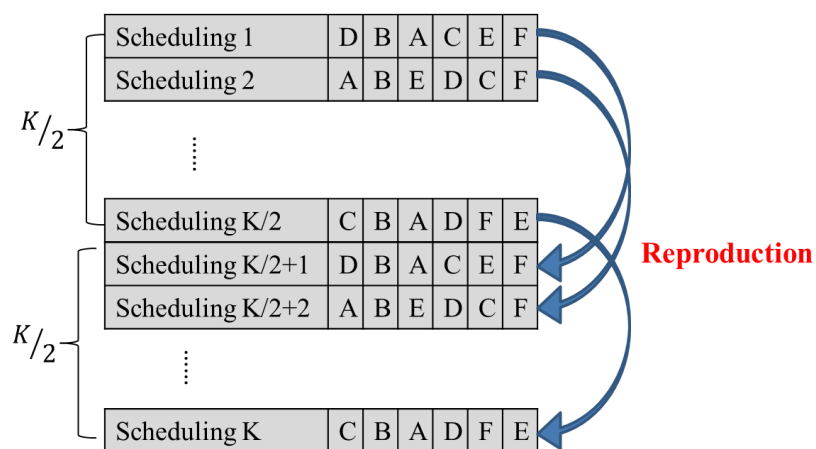 Scheduling 1 D B A C E F
Scheduling 2 A B E D C F
K/2
......
Scheduling K/2 C B A D F E
Scheduling K/2+1 D B A C E F
Reproduction
Scheduling K/2+2 A B E D C F
K/2
......
Scheduling K C B A D F E